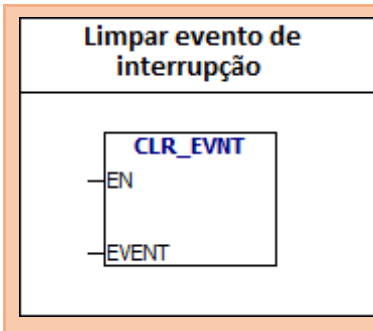 Limpar evento de
interrupção
CLR_EVNT
EN
EVENT